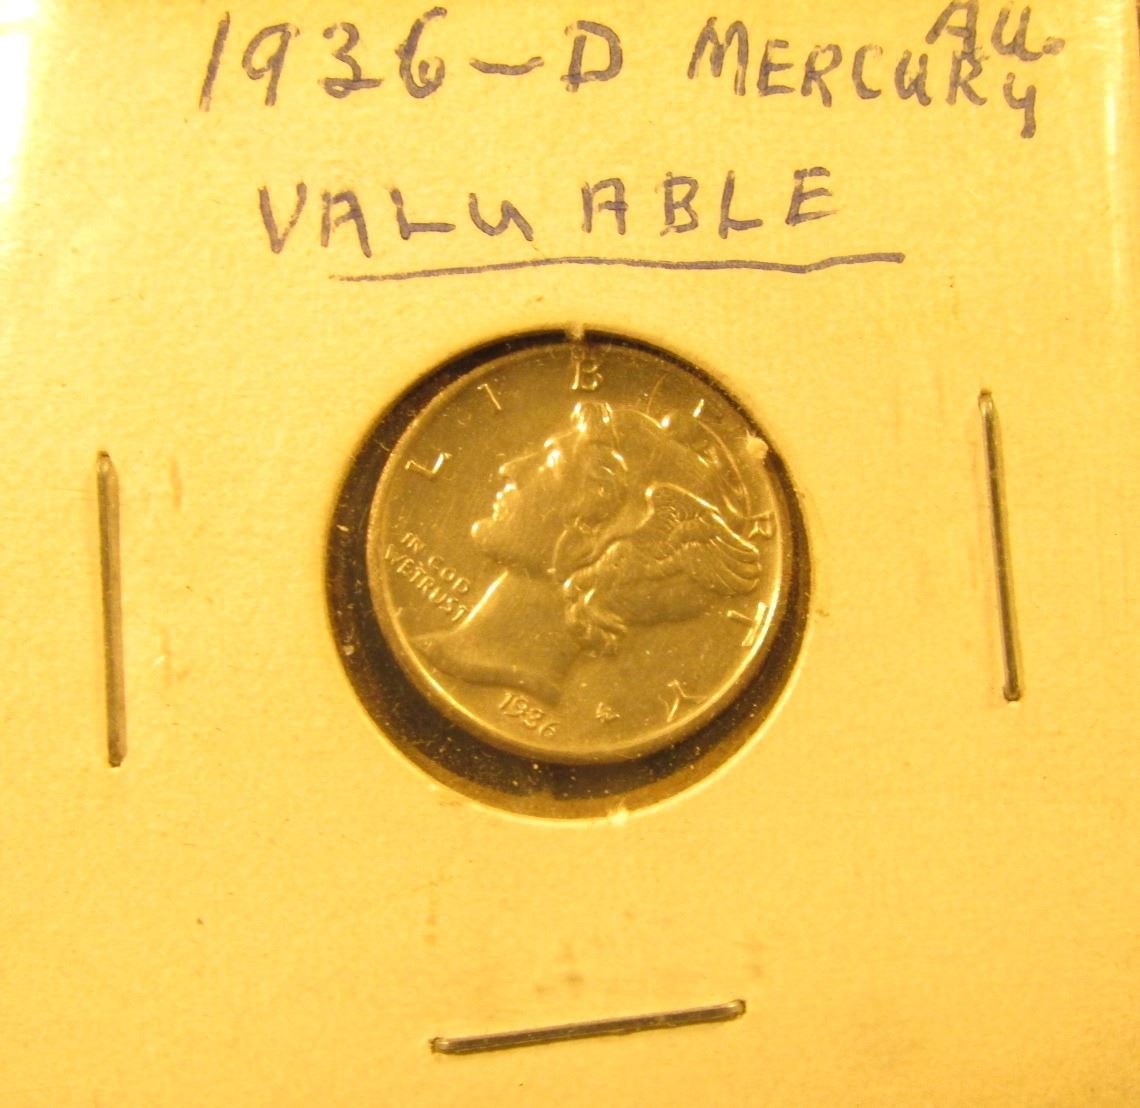 1936-D MERCURY AU.
VALUABLE
LIBERTY
IN GOD
WE TRUST
1936